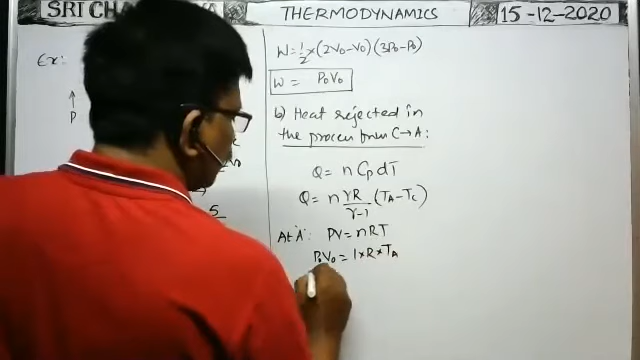 SRI CHA
THERMODYNAMICS
15-12-2020
Ex:
P
5
W = 1/2 × (2V₀ - V₀) (3P₀ - P₀)
W = P₀V₀
b) Heat rejected in
the process from C→A:
Q = n Cp dT
Q = n γR/γ-1 (T_A - T_C)
At 'A': PV = nRT
P₀V₀ = 1×R×T_A